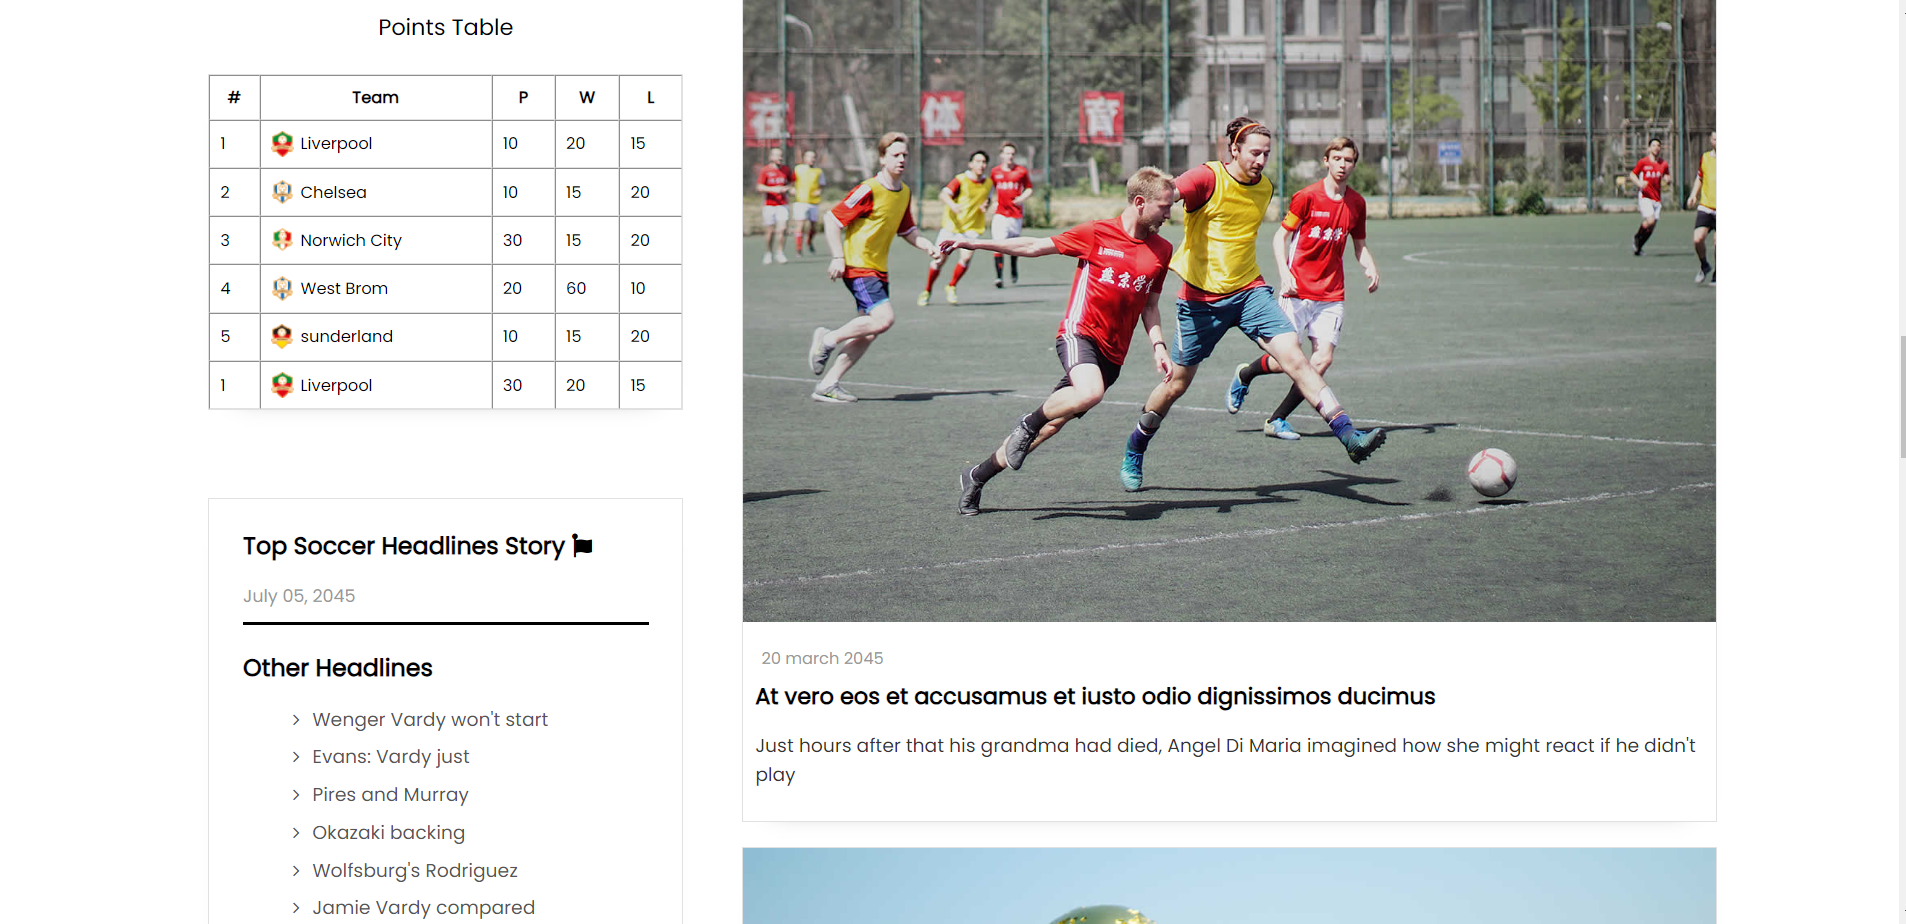 Points Table
# Team P W L
1 Liverpool 10 20 15
2 Chelsea 10 15 20
3 Norwich City 30 15 20
4 West Brom 20 60 10
5 sunderland 10 15 20
1 Liverpool 30 20 15
Top Soccer Headlines Story
July 05, 2045
Other Headlines
Wenger Vardy won't start
Evans: Vardy just
Pires and Murray
Okazaki backing
Wolfsburg's Rodriguez
Jamie Vardy compared
在
体
育
20 march 2045
At vero eos et accusamus et iusto odio dignissimos ducimus
Just hours after that his grandma had died, Angel Di Maria imagined how she might react if he didn't
play